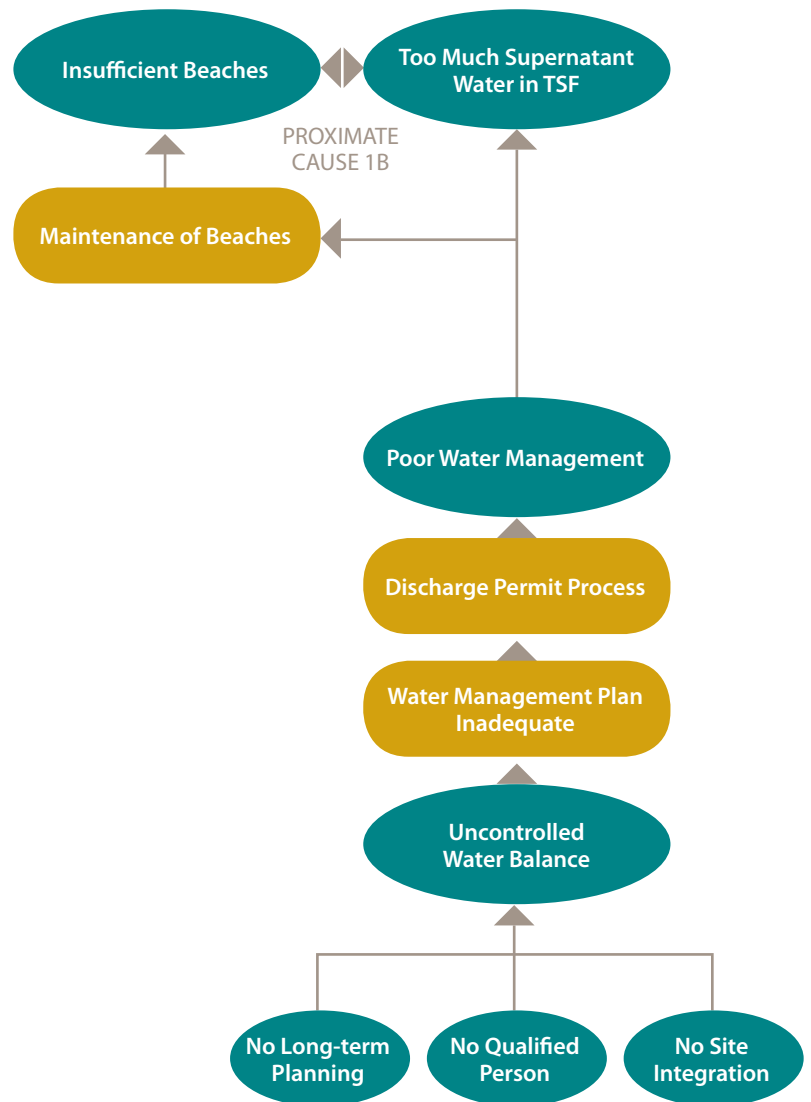 Insufficient Beaches
Too Much Supernatant
Water in TSF
PROXIMATE
CAUSE 1B
Maintenance of Beaches
Poor Water Management
Discharge Permit Process
Water Management Plan
Inadequate
Uncontrolled
Water Balance
No Long-term
Planning
No Qualified
Person
No Site
Integration